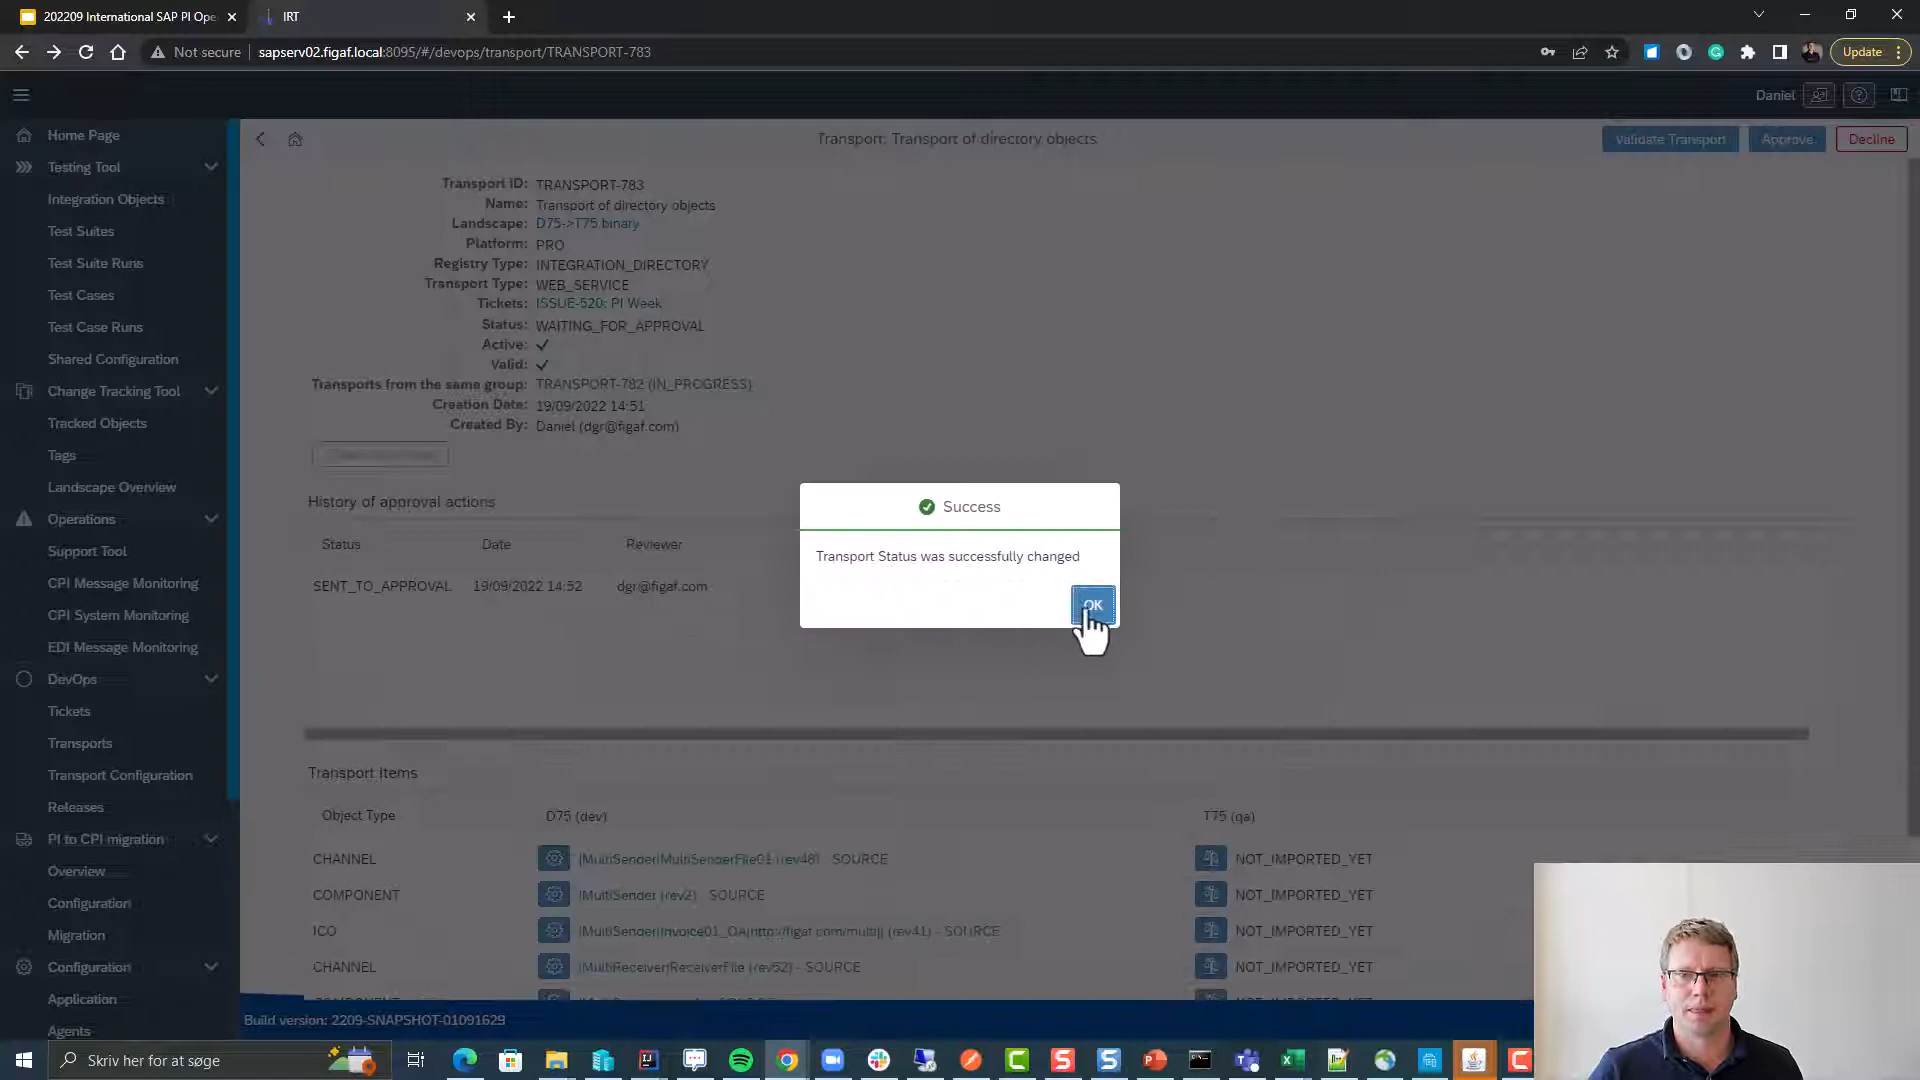 202209 International SAP PI Ope
IRT
Not secure
sapserv02.figaf.local:8095/#/devops/transport/TRANSPORT-783
Update
Daniel
Home Page
Testing Tool
Integration Objects
Test Suites
Test Suite Runs
Test Cases
Test Case Runs
Shared Configuration
Change Tracking Tool
Tracked Objects
Tags
Landscape Overview
Operations
Support Tool
CPI Message Monitoring
CPI System Monitoring
EDI Message Monitoring
DevOps
Tickets
Transports
Transport Configuration
Releases
PI to CPI migration
Overview
Configuration
Migration
Configuration
Application
Agents
Transport: Transport of directory objects
Validate Transport
Approve
Decline
Transport ID: TRANSPORT-783
Name: Transport of directory objects
Landscape: D75->T75 binary
Platform: PRO
Registry Type: INTEGRATION_DIRECTORY
Transport Type: WEB_SERVICE
Tickets: ISSUE-520: PI Week
Status: WAITING_FOR_APPROVAL
Active:
Valid:
Transports from the same group: TRANSPORT-782 (IN_PROGRESS)
Creation Date: 19/09/2022 14:51
Created By: Daniel (dgr@figaf.com)
History of approval actions
Status Date Reviewer
SENT_TO_APPROVAL 19/09/2022 14:52 dgr@figaf.com
Success
Transport Status was successfully changed
OK
Transport Items
Object Type D75 (dev) T75 (qa)
CHANNEL |MultiSender|MultiSenderFile01 (rev48) - SOURCE NOT_IMPORTED_YET
COMPONENT |MultiSender (rev2) - SOURCE NOT_IMPORTED_YET
ICO |MultiSender|Invoice01_OA|http://figaf.com/multi|| (rev41) - SOURCE NOT_IMPORTED_YET
CHANNEL |MultiReceiver|ReceiverFile (rev52) - SOURCE NOT_IMPORTED_YET
Build version: 2209-SNAPSHOT-01091629
Skriv her for at søge